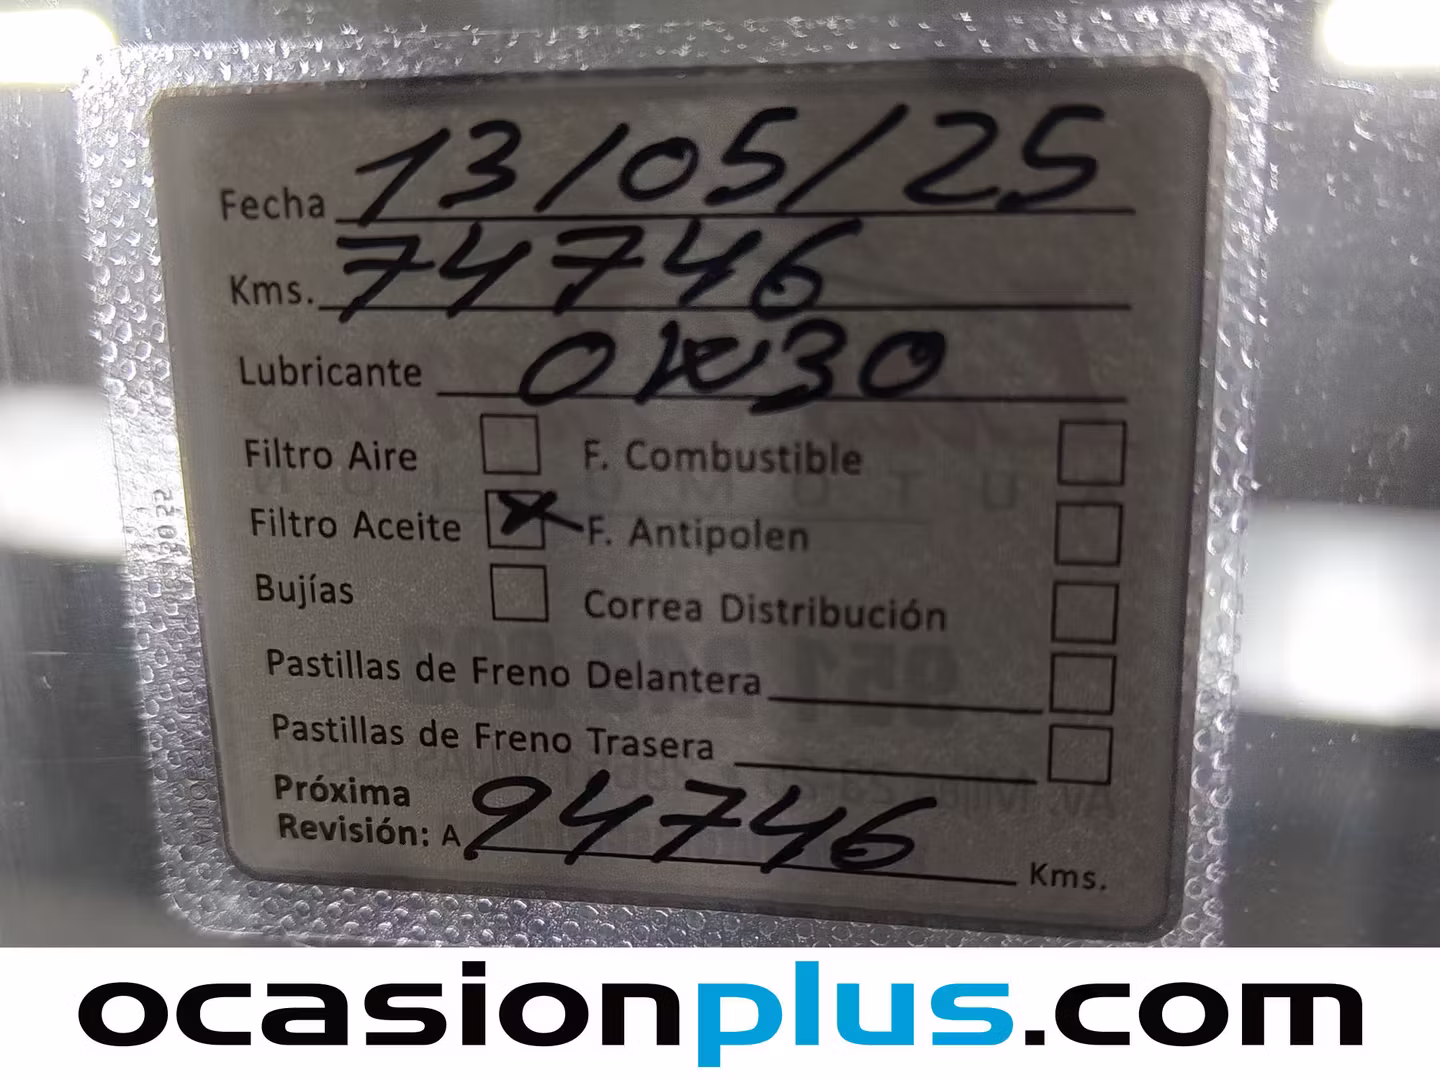 Fecha 13/05/25
Kms. 74746
Lubricante 0W30
Filtro Aire F. Combustible
Filtro Aceite X F. Antipolen
Bujías Correa Distribución
Pastillas de Freno Delantera
Pastillas de Freno Trasera
Próxima
Revisión: A 94746 Kms.
ocasionplus.com